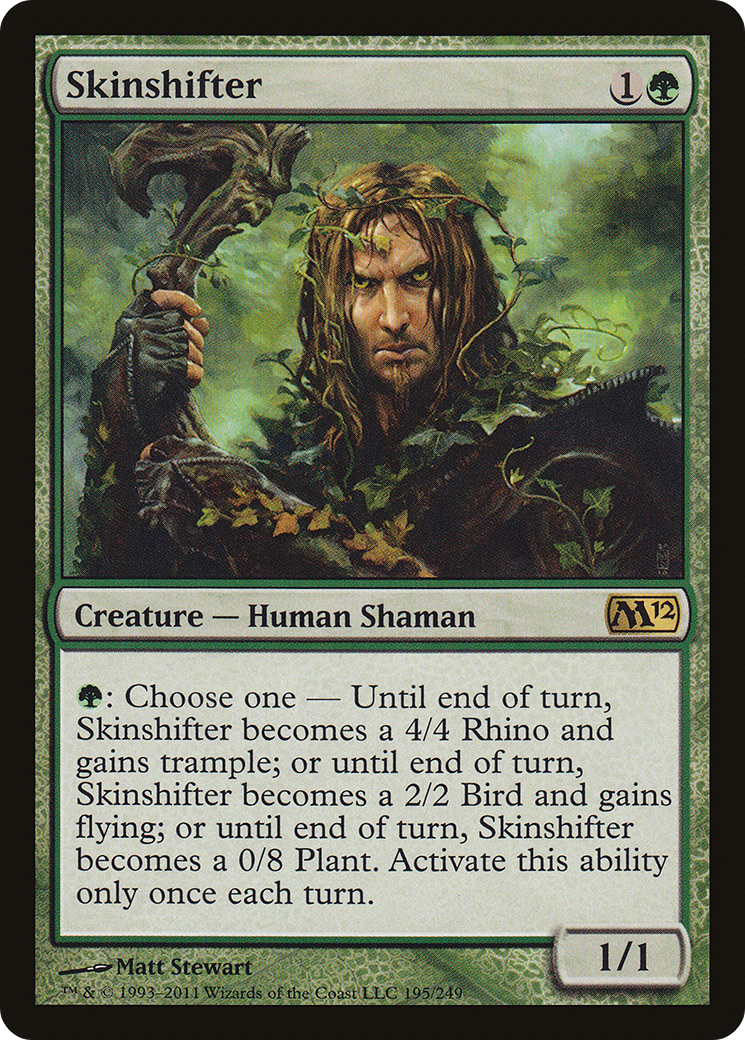 Skinshifter 1
Creature — Human Shaman M12
: Choose one — Until end of turn,
Skinshifter becomes a 4/4 Rhino and
gains trample; or until end of turn,
Skinshifter becomes a 2/2 Bird and gains
flying; or until end of turn, Skinshifter
becomes a 0/8 Plant. Activate this ability
only once each turn.
1/1
Matt Stewart
™ & © 1993–2011 Wizards of the Coast LLC 195/249